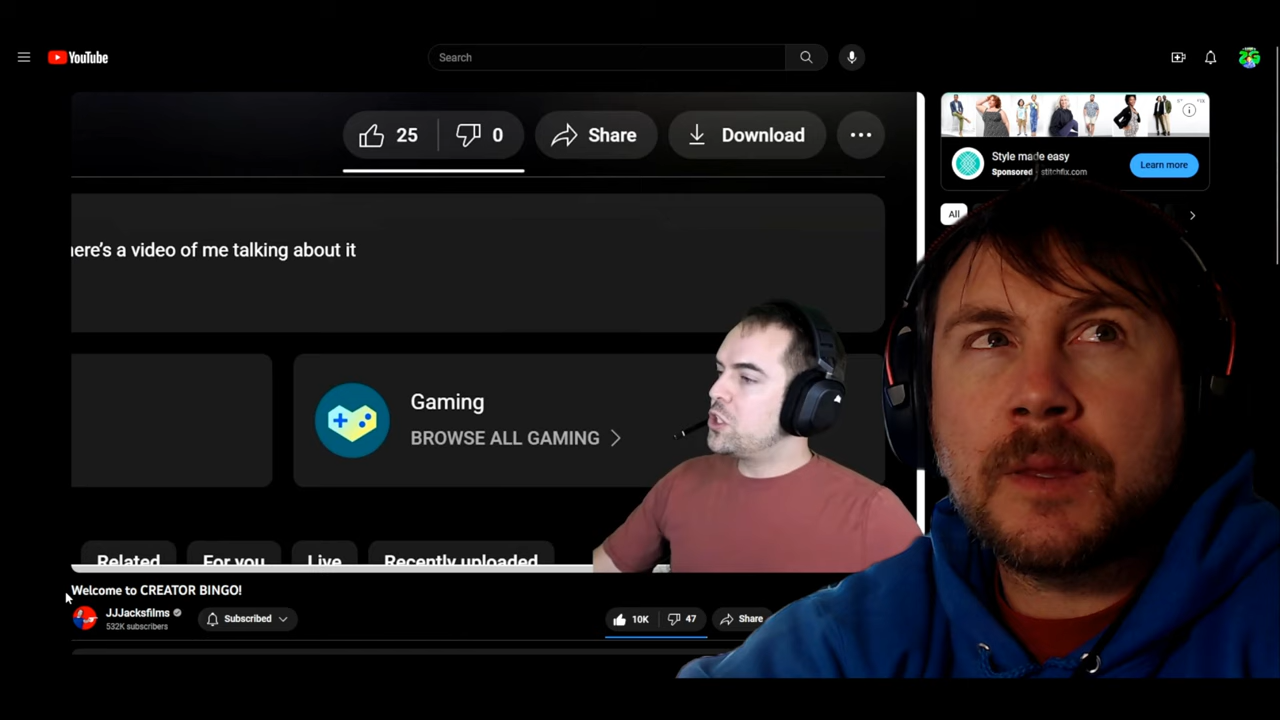 YouTube
Search
25
0
Share
Download
Style made easy
Sponsored
stitchfix.com
Learn more
All
here's a video of me talking about it
Gaming
BROWSE ALL GAMING
Related
For you
Live
Recently uploaded
Welcome to CREATOR BINGO!
JJJacksfilms
532K subscribers
Subscribed
10K
47
Share